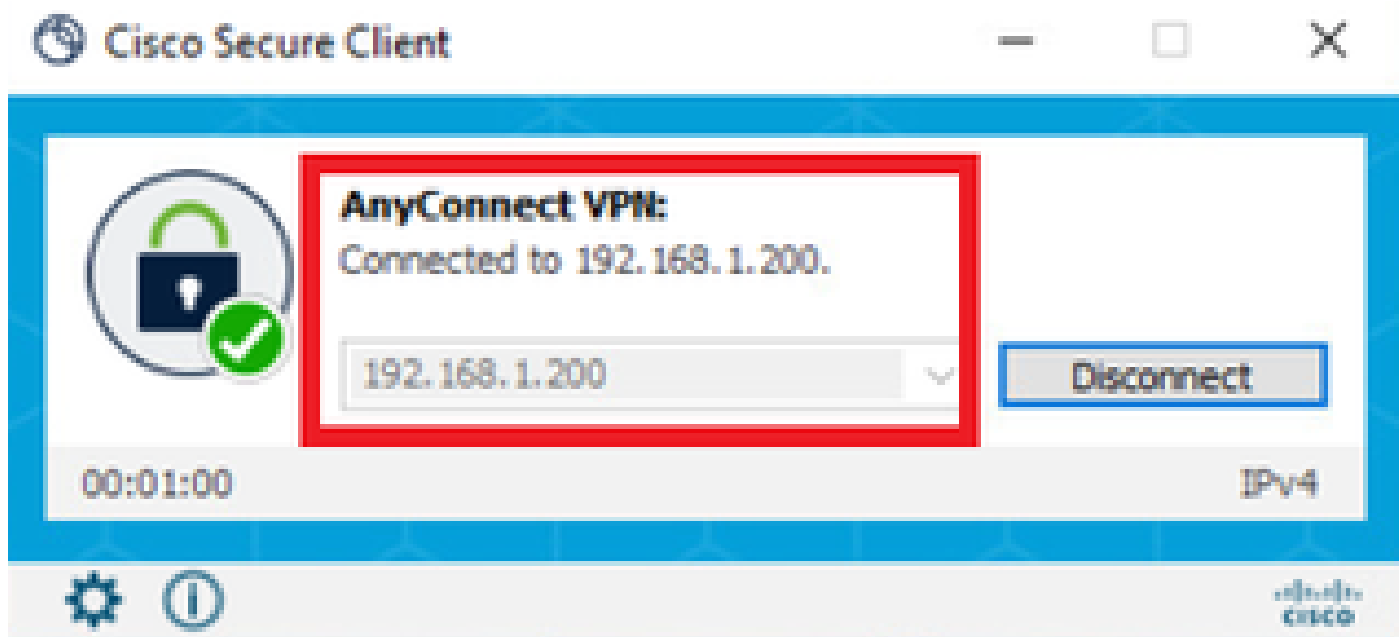 Cisco Secure Client
AnyConnect VPN:
Connected to 192.168.1.200.
192.168.1.200
Disconnect
00:01:00
IPv4
CISCO